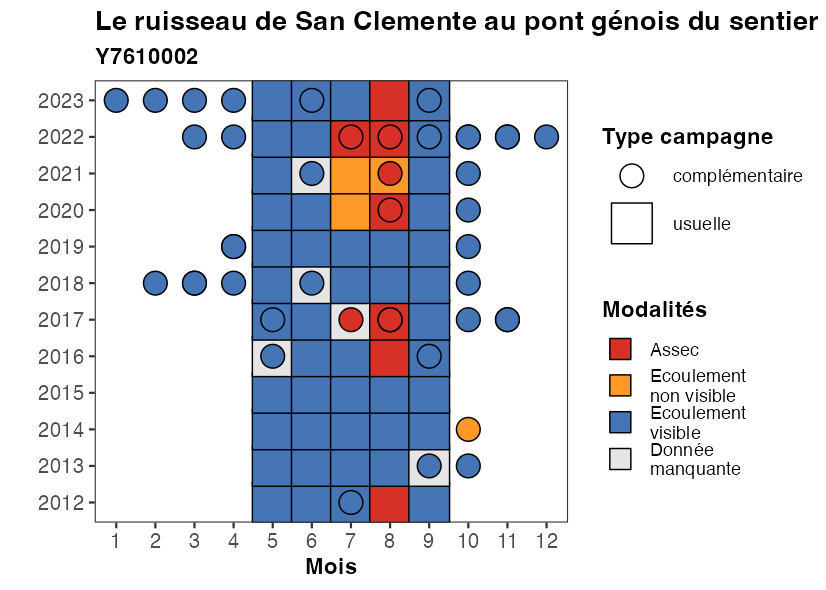 Le ruisseau de San Clemente au pont génois du sentier
Y7610002
2023
2022
2021
2020
2019
2018
2017
2016
2015
2014
2013
2012
1 2 3 4 5 6 7 8 9 10 11 12
Mois
Type campagne
complémentaire
usuelle
Modalités
Assec
Ecoulement
non visible
Ecoulement
visible
Donnée
manquante